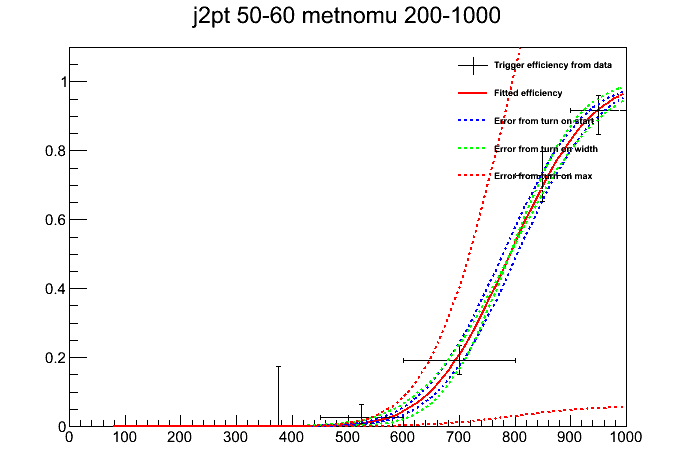 j2pt 50-60 metnomu 200-1000
Trigger efficiency from data
Fitted efficiency
Error from turn on start
Error from turn on width
Error from turn on max
1
0.8
0.6
0.4
0.2
0
0 100 200 300 400 500 600 700 800 900 1000